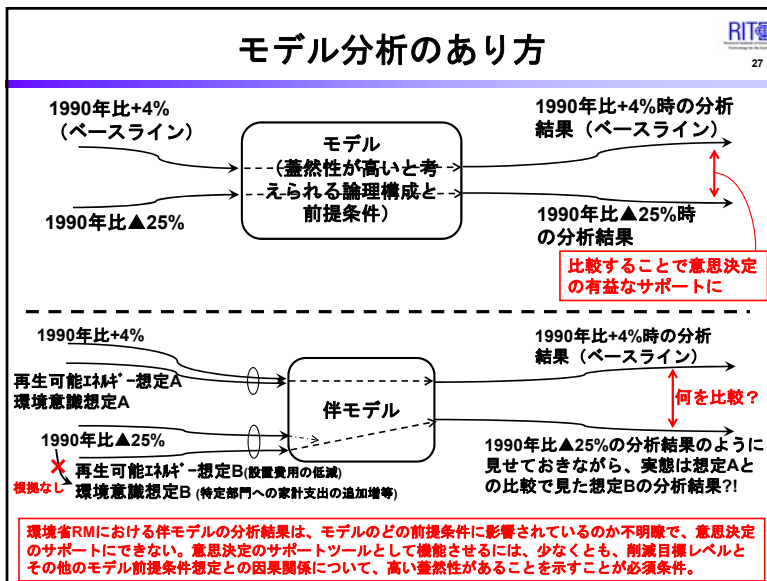 モデル分析のあり方
RITE
27
1990年比+4%
（ベースライン）
1990年比▲25%
モデル
（蓋然性が高いと考
えられる論理構成と
前提条件）
1990年比+4%時の分析
結果（ベースライン）
1990年比▲25%時
の分析結果
比較することで意思決定
の有益なサポートに
1990年比+4%
再生可能ｴﾈﾙｷﾞｰ想定A
環境意識想定A
1990年比▲25%
根拠なし
再生可能ｴﾈﾙｷﾞｰ想定B(設置費用の低減)
環境意識想定B (特定部門への家計支出の追加増等)
伴モデル
1990年比+4%時の分析
結果（ベースライン）
何を比較？
1990年比▲25%の分析結果のように
見せておきながら、実態は想定Aと
の比較で見た想定Bの分析結果?!
環境省RMにおける伴モデルの分析結果は、モデルのどの前提条件に影響されているのか不明瞭で、意思決定
のサポートにできない。意思決定のサポートツールとして機能させるには、少なくとも、削減目標レベルと
その他のモデル前提条件想定との因果関係について、高い蓋然性があることを示すことが必須条件。